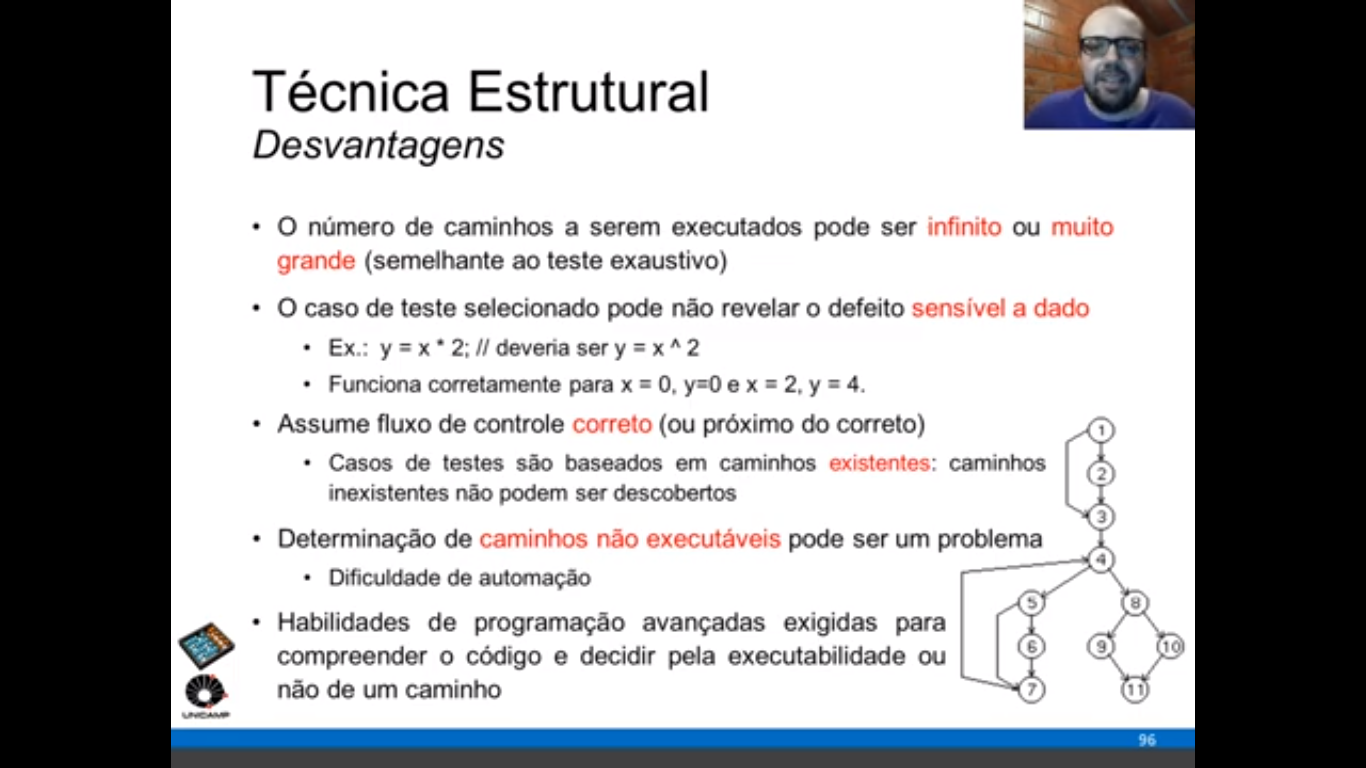 Técnica Estrutural
Desvantagens
• O número de caminhos a serem executados pode ser infinito ou muito
grande (semelhante ao teste exaustivo)
• O caso de teste selecionado pode não revelar o defeito sensível a dado
• Ex.: y = x * 2; // deveria ser y = x ^ 2
• Funciona corretamente para x = 0, y=0 e x = 2, y = 4.
• Assume fluxo de controle correto (ou próximo do correto)
• Casos de testes são baseados em caminhos existentes: caminhos
inexistentes não podem ser descobertos
• Determinação de caminhos não executáveis pode ser um problema
• Dificuldade de automação
• Habilidades de programação avançadas exigidas para
compreender o código e decidir pela executabilidade ou
não de um caminho
1
2
3
4
5 8
6 9 10
7 11
UNICAMP
96